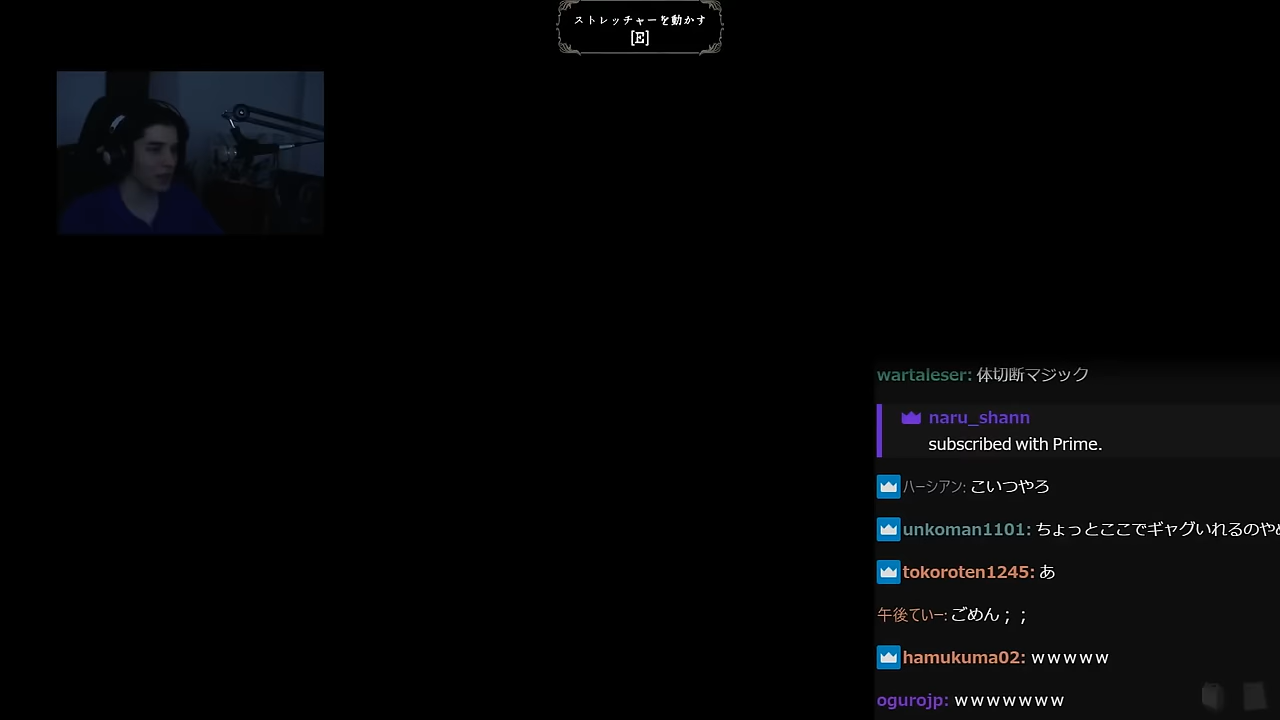 ストレッチャーを動かす
[E]
wartaleser: 体切断マジック
naru_shann
subscribed with Prime.
ハーシアン: こいつやろ
unkoman1101: ちょっとここでギャグいれるのや
tokoroten1245: あ
午後てぃー: ごめん；；
hamukuma02: ｗｗｗｗｗ
ogurojp: ｗｗｗｗｗｗｗ